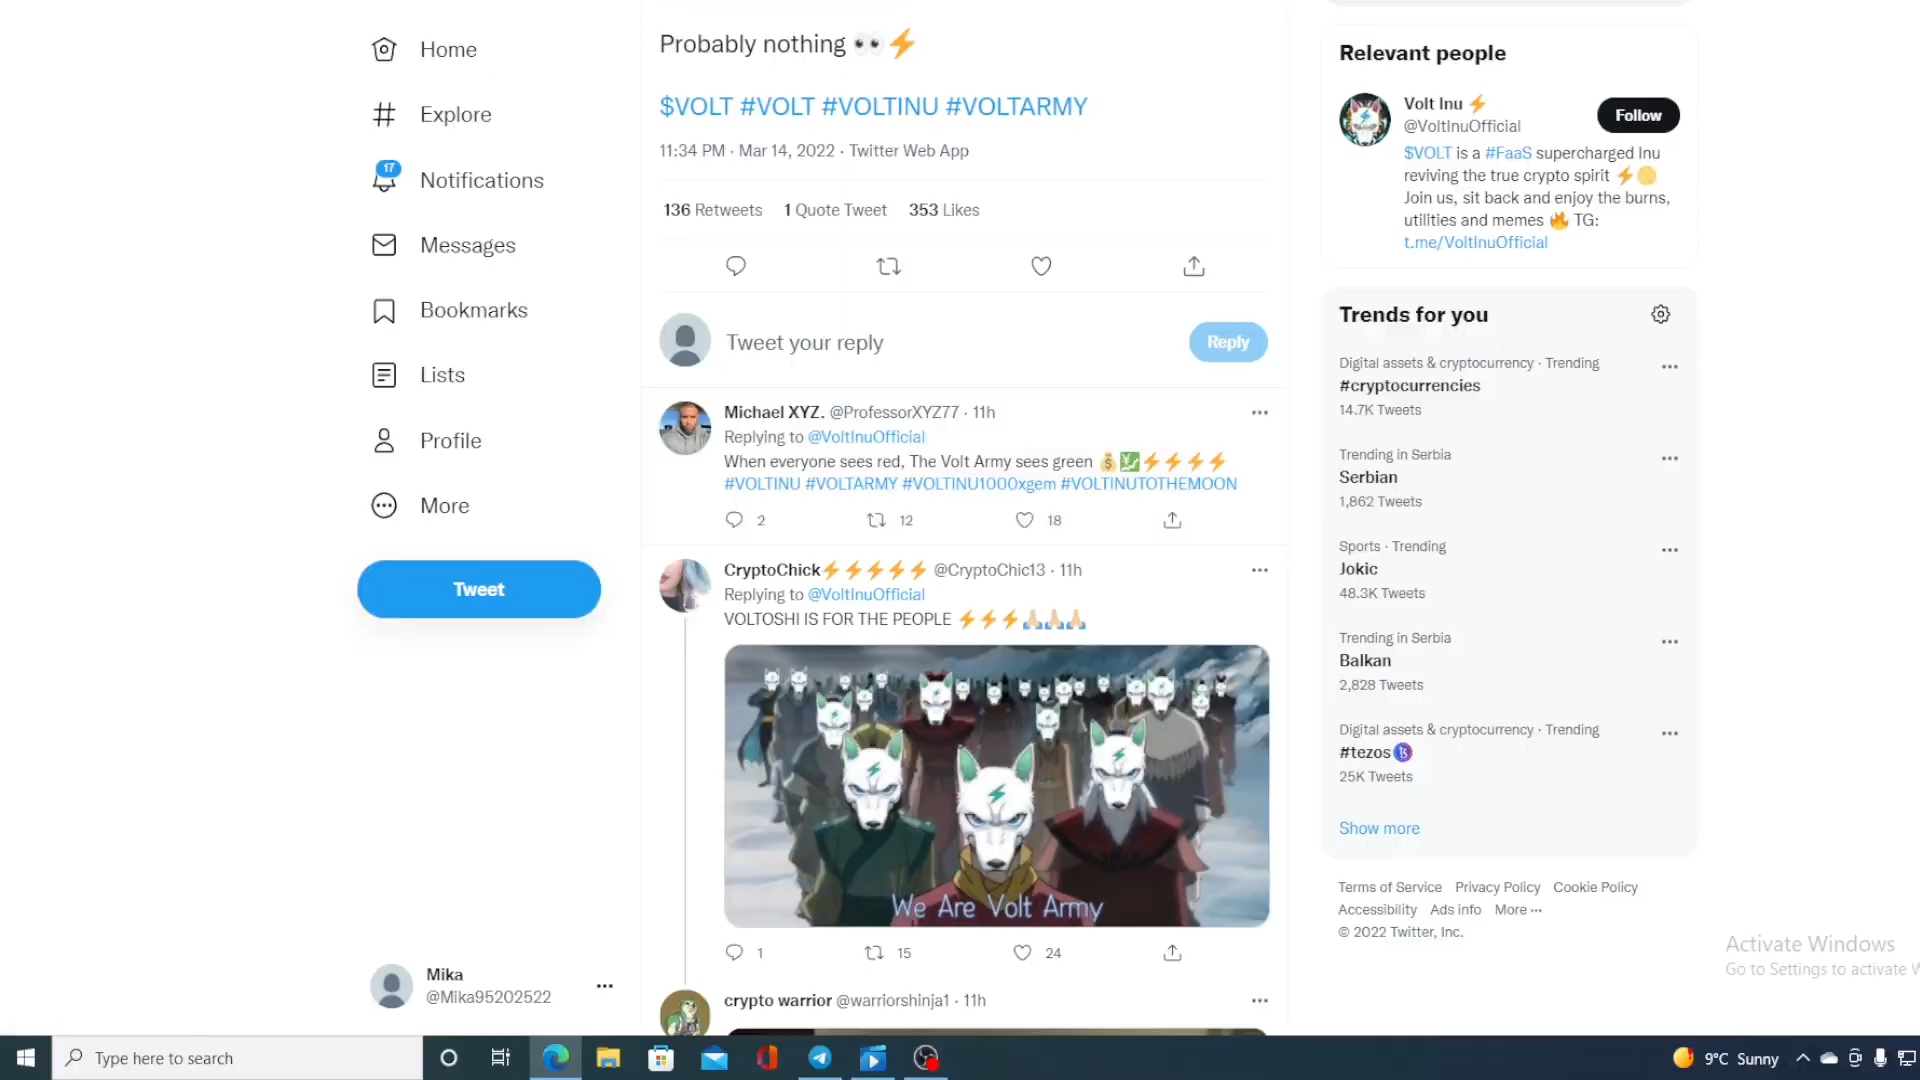 Home
Explore
17
Notifications
Messages
Bookmarks
Lists
Profile
More
Tweet
Mika
@Mika95202522
Probably nothing 👀⚡
$VOLT #VOLT #VOLTINU #VOLTARMY
11:34 PM · Mar 14, 2022 · Twitter Web App
136 Retweets 1 Quote Tweet 353 Likes
Tweet your reply
Reply
Michael XYZ. @ProfessorXYZ77 · 11h
Replying to @VoltInuOfficial
When everyone sees red, The Volt Army sees green 💰💹⚡⚡⚡⚡
#VOLTINU #VOLTARMY #VOLTINU1000xgem #VOLTINUTOTHEMOON
2 12 18
CryptoChick⚡⚡⚡⚡⚡ @CryptoChic13 · 11h
Replying to @VoltInuOfficial
VOLTOSHI IS FOR THE PEOPLE ⚡⚡⚡🙏🏼🙏🏼🙏🏼
We Are Volt Army
1 15 24
crypto warrior @warriorshinja1 · 11h
Relevant people
Volt Inu ⚡
@VoltInuOfficial
Follow
$VOLT is a #FaaS supercharged Inu
reviving the true crypto spirit ⚡🌕
Join us, sit back and enjoy the burns,
utilities and memes 🔥 TG:
t.me/VoltInuOfficial
Trends for you
Digital assets & cryptocurrency · Trending
#cryptocurrencies
14.7K Tweets
Trending in Serbia
Serbian
1,862 Tweets
Sports · Trending
Jokic
48.3K Tweets
Trending in Serbia
Balkan
2,828 Tweets
Digital assets & cryptocurrency · Trending
#tezos
25K Tweets
Show more
Terms of Service Privacy Policy Cookie Policy
Accessibility Ads info More ···
© 2022 Twitter, Inc.
Activate Windows
Go to Settings to activate W
Type here to search
9°C Sunny